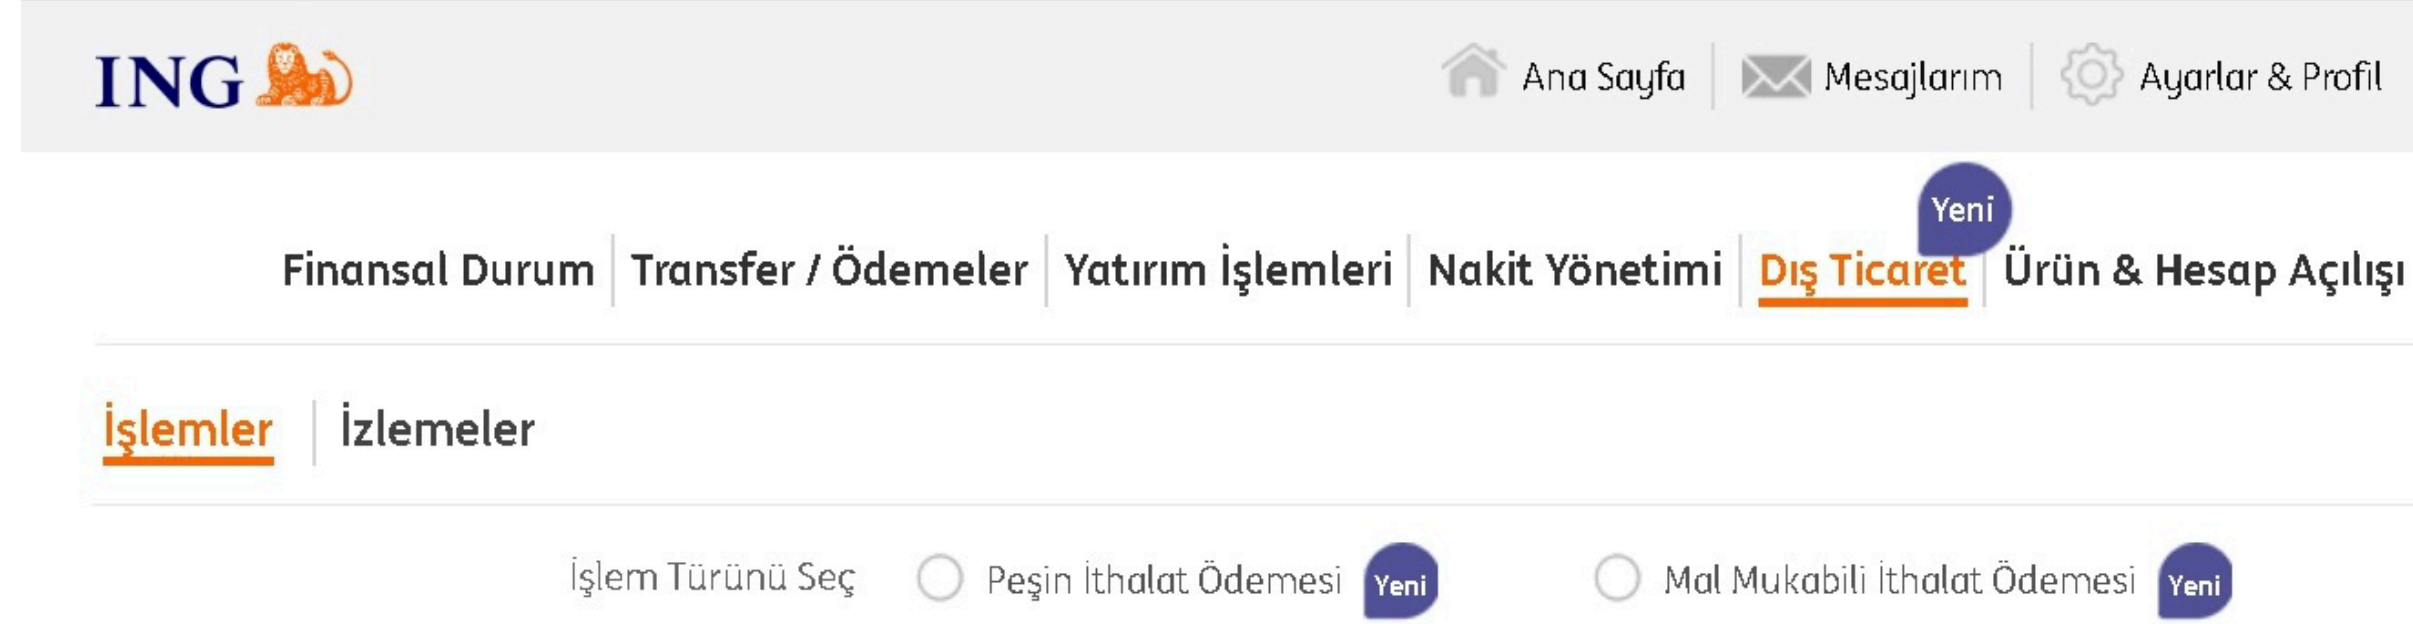 ING Ana Sayfa Mesajlarım Ayarlar & Profil
Yeni
Finansal Durum Transfer / Ödemeler Yatırım İşlemleri Nakit Yönetimi Dış Ticaret Ürün & Hesap Açılışı
İşlemler İzlemeler
İşlem Türünü Seç Peşin İthalat Ödemesi Yeni Mal Mukabili İthalat Ödemesi Yeni